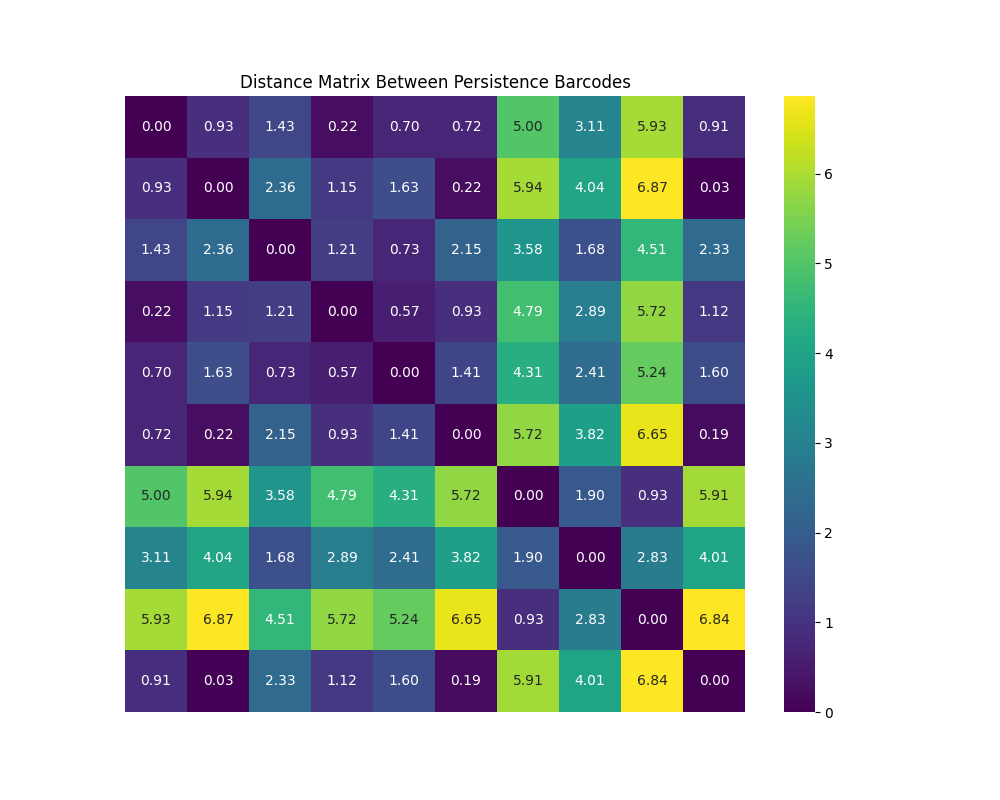 Distance Matrix Between Persistence Barcodes
0.00 0.93 1.43 0.22 0.70 0.72 5.00 3.11 5.93 0.91
0.93 0.00 2.36 1.15 1.63 0.22 5.94 4.04 6.87 0.03
1.43 2.36 0.00 1.21 0.73 2.15 3.58 1.68 4.51 2.33
0.22 1.15 1.21 0.00 0.57 0.93 4.79 2.89 5.72 1.12
0.70 1.63 0.73 0.57 0.00 1.41 4.31 2.41 5.24 1.60
0.72 0.22 2.15 0.93 1.41 0.00 5.72 3.82 6.65 0.19
5.00 5.94 3.58 4.79 4.31 5.72 0.00 1.90 0.93 5.91
3.11 4.04 1.68 2.89 2.41 3.82 1.90 0.00 2.83 4.01
5.93 6.87 4.51 5.72 5.24 6.65 0.93 2.83 0.00 6.84
0.91 0.03 2.33 1.12 1.60 0.19 5.91 4.01 6.84 0.00
6
5
4
3
2
1
0